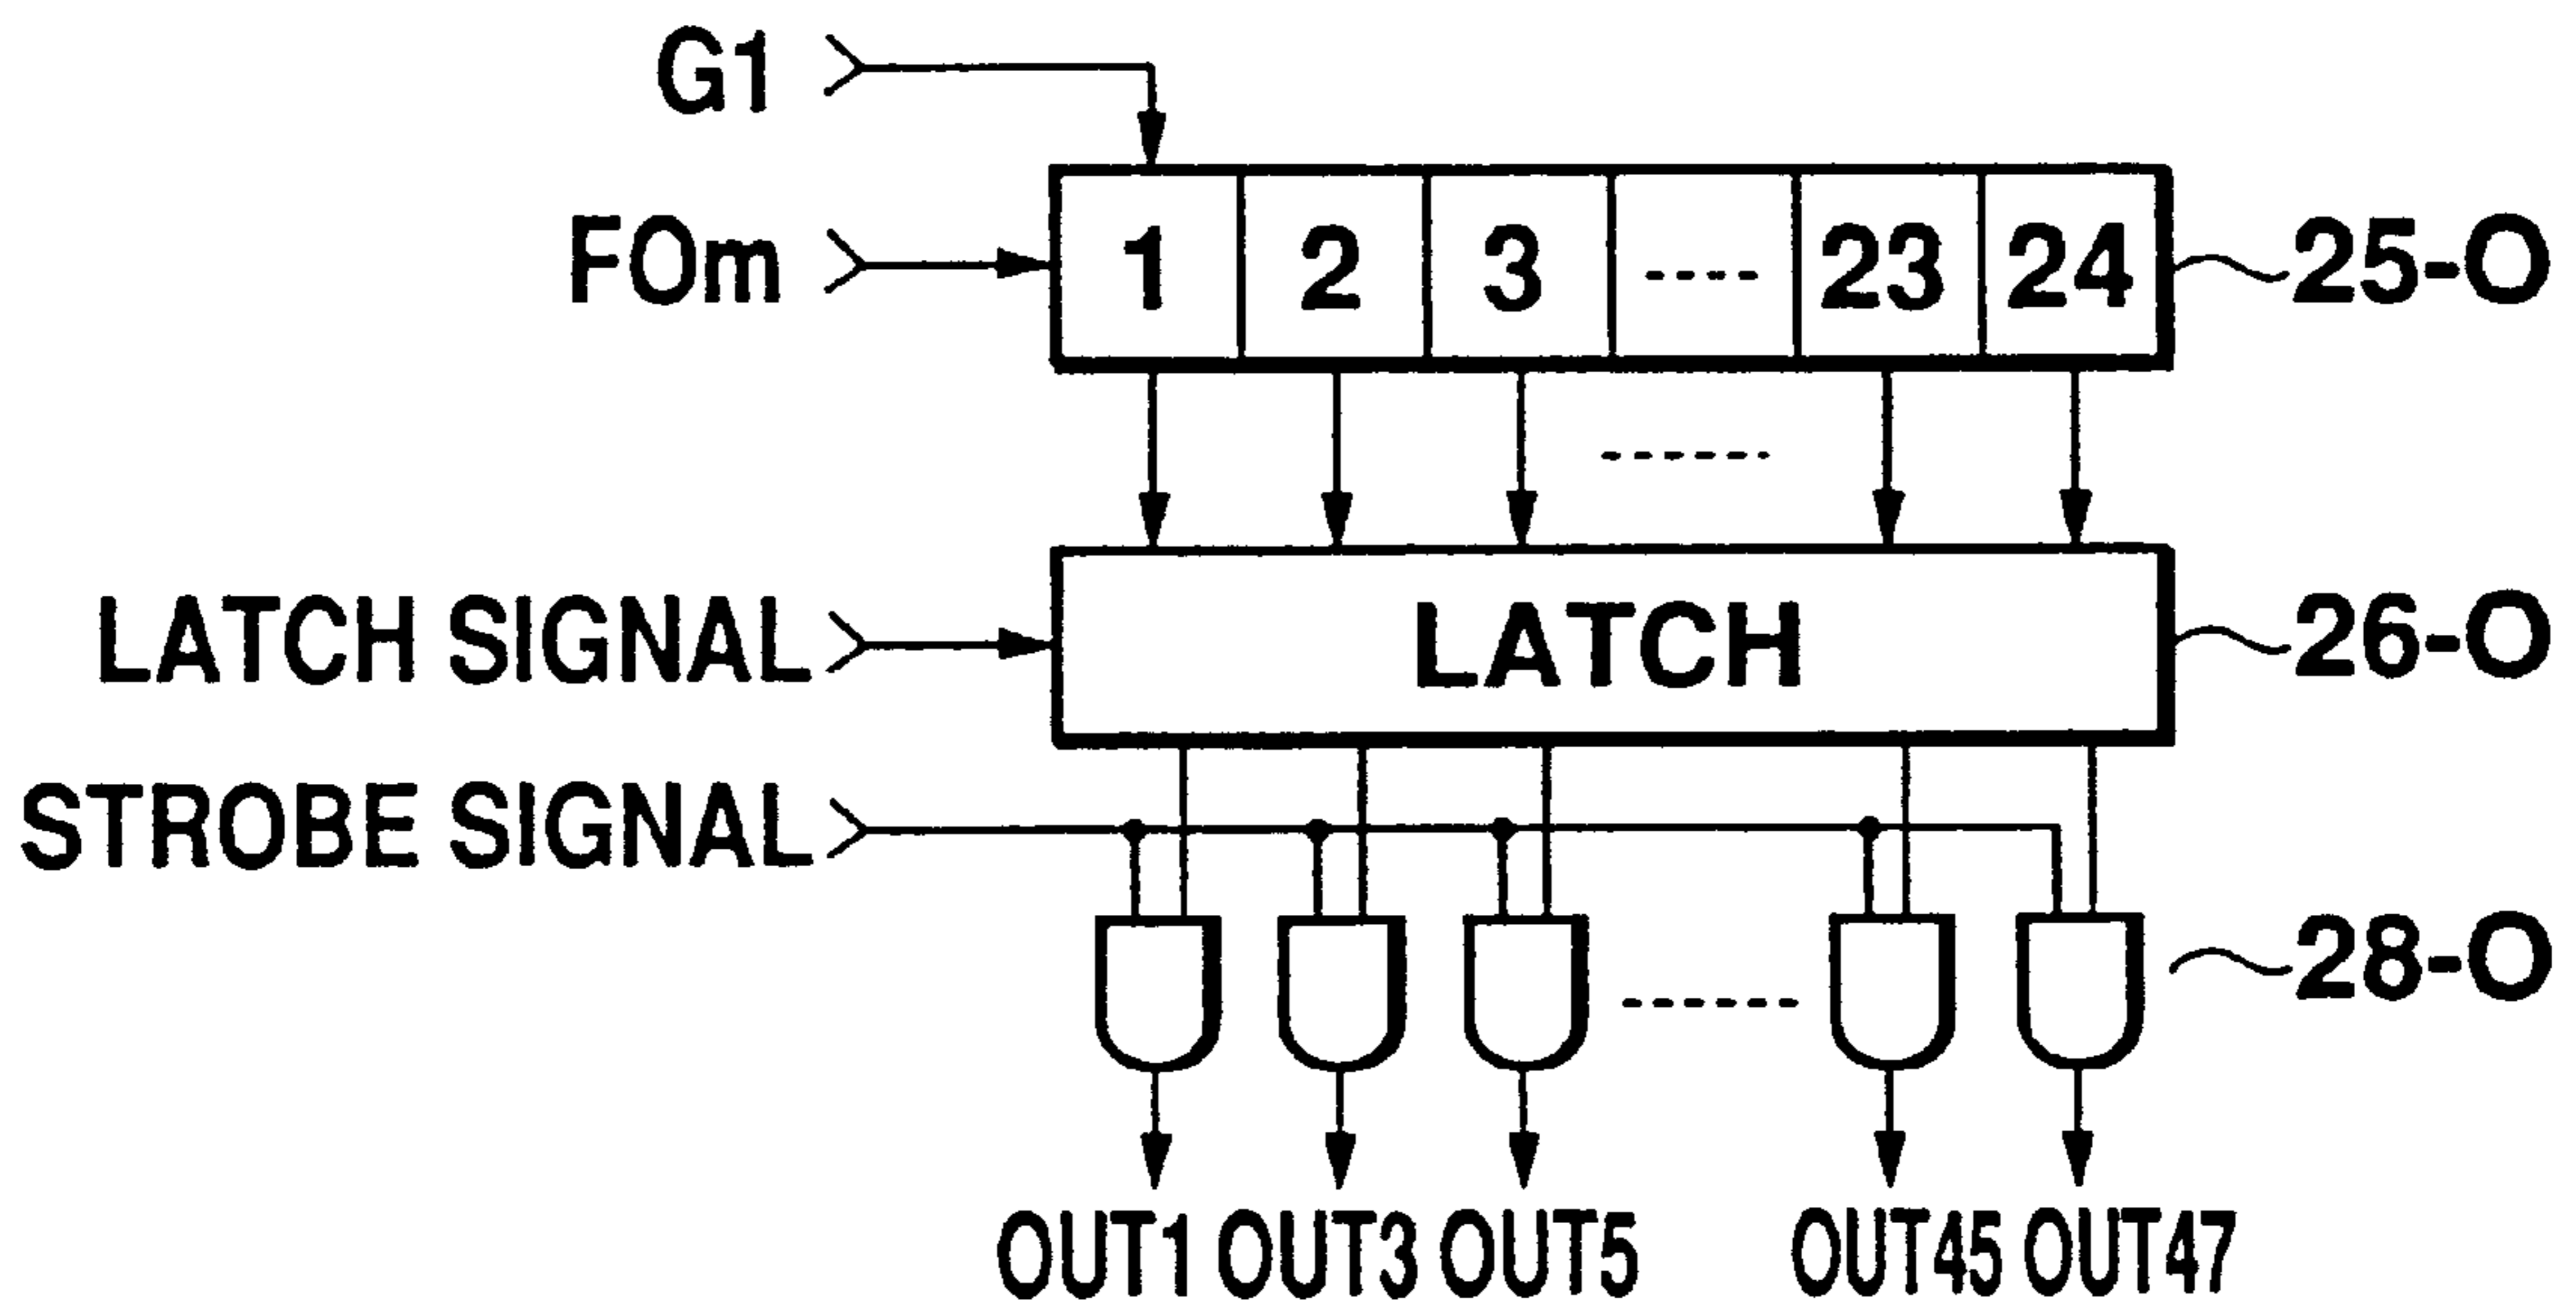 G1
FOm
1 2 3 23 24 25-O
LATCH SIGNAL LATCH 26-O
STROBE SIGNAL
28-O
OUT1 OUT3 OUT5 OUT45 OUT47